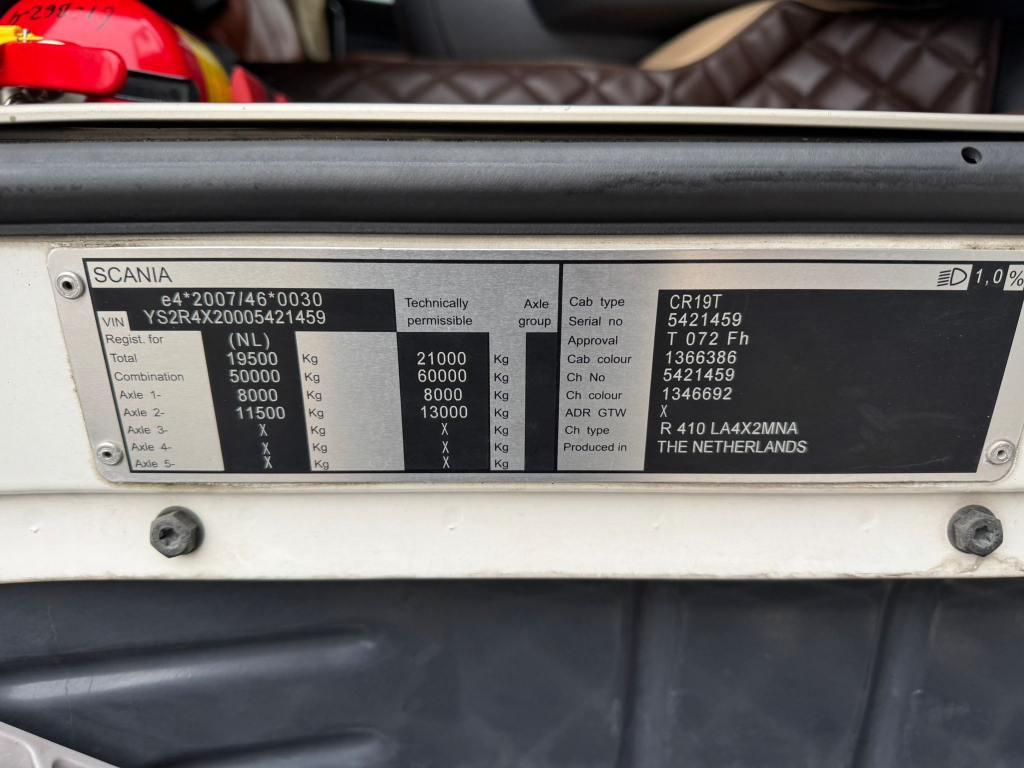 SCANIA
1,0 %
e4*2007/46*0030
VIN YS2R4X20005421459
Technically permissible
Axle group
Regist. for (NL)
Total 19500 Kg 21000 Kg
Combination 50000 Kg 60000 Kg
Axle 1- 8000 Kg 8000 Kg
Axle 2- 11500 Kg 13000 Kg
Axle 3- X Kg X Kg
Axle 4- X Kg X Kg
Axle 5- X Kg X Kg
Cab type CR19T
Serial no 5421459
Approval T 072 Fh
Cab colour 1366386
Ch No 5421459
Ch colour 1346692
ADR GTW X
Ch type R 410 LA4X2MNA
Produced in THE NETHERLANDS